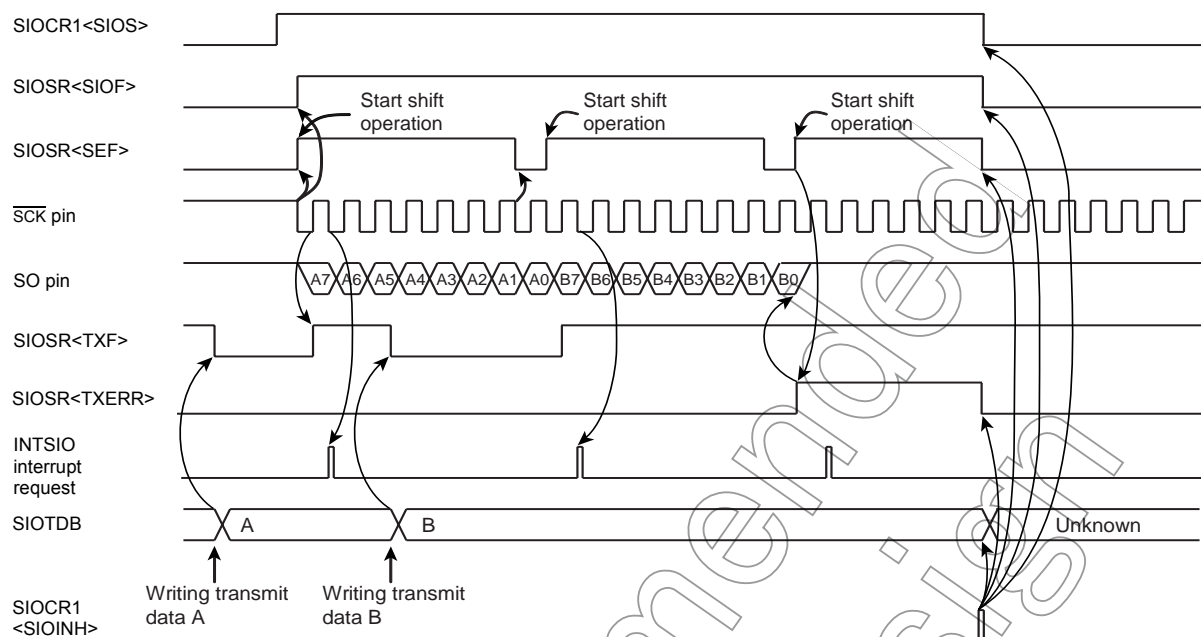 SIOCR1<SIOS>
SIOSR<SIOF>
Start shift
operation
Start shift
operation
Start shift
operation
SIOSR<SEF>
SCK pin
SO pin
A7 A6 A5 A4 A3 A2 A1 A0 B7 B6 B5 B4 B3 B2 B1 B0
SIOSR<TXF>
SIOSR<TXERR>
INTSIO
interrupt
request
SIOTDB
A
B
Unknown
Writing transmit
data A
Writing transmit
data B
SIOCR1
<SIOINH>
mended
sign